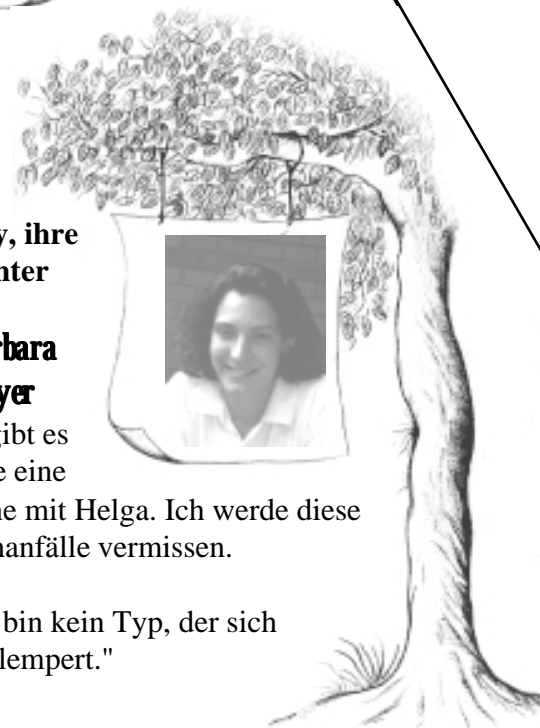 y, ihre
nter
rbara
yer
gibt es
e eine
ne mit Helga. Ich werde diese
hanfälle vermissen.
bin kein Typ, der sich
lempert."